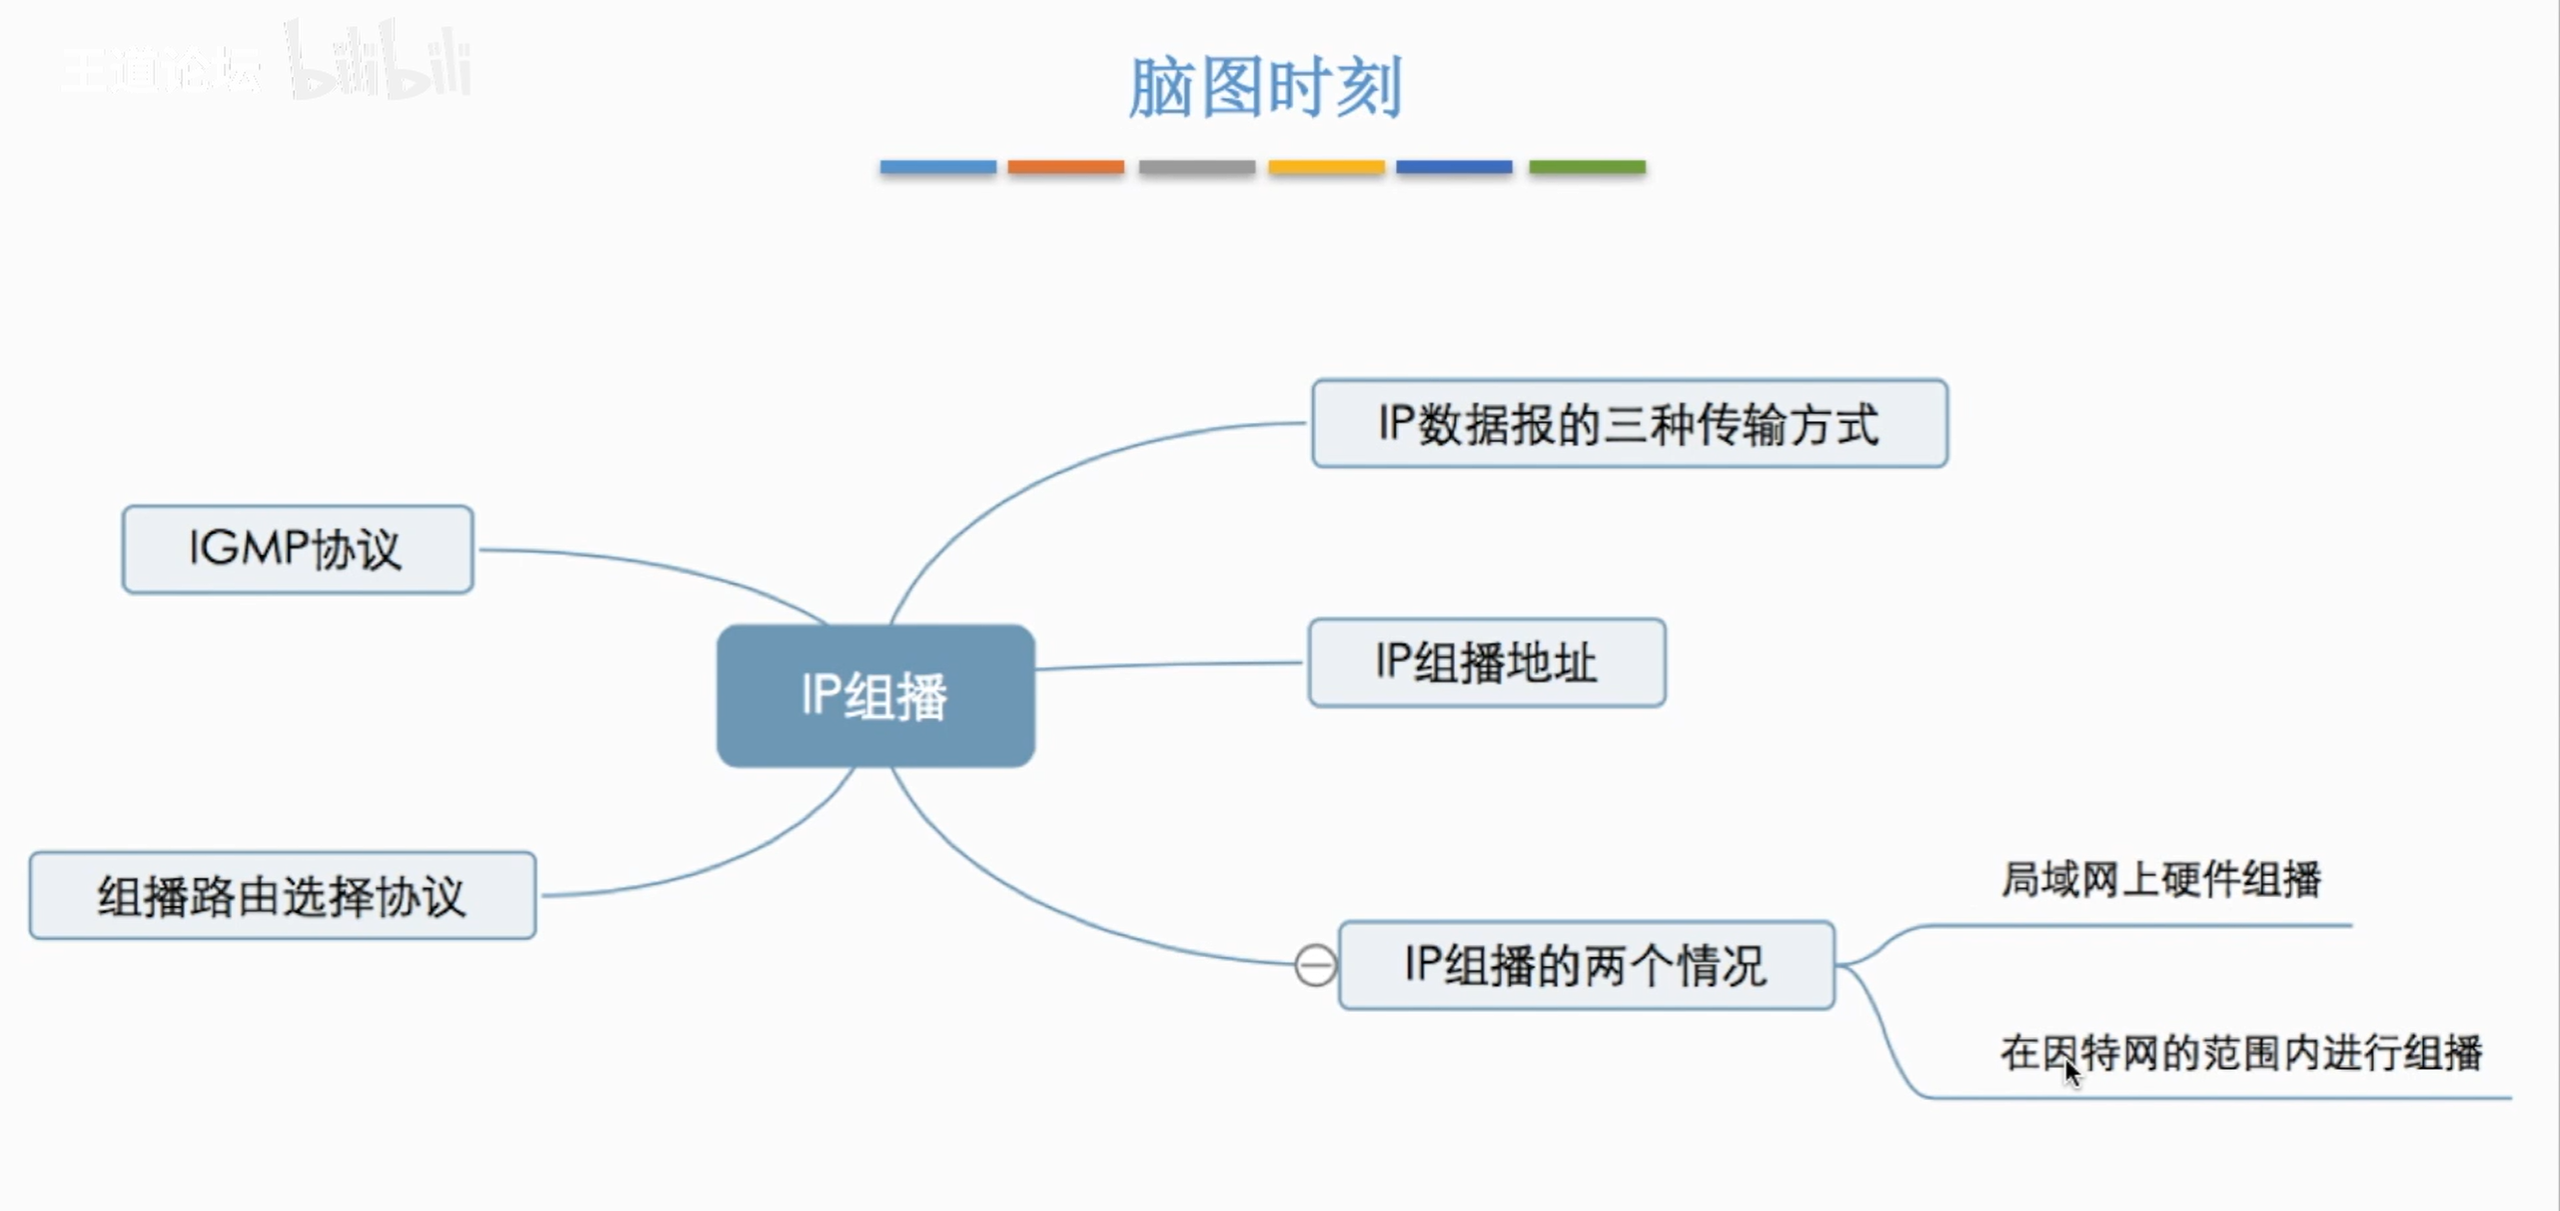 王道论坛 bilibili
脑图时刻
IP数据报的三种传输方式
IGMP协议
IP组播地址
IP组播
组播路由选择协议
局域网上硬件组播
IP组播的两个情况
在因特网的范围内进行组播